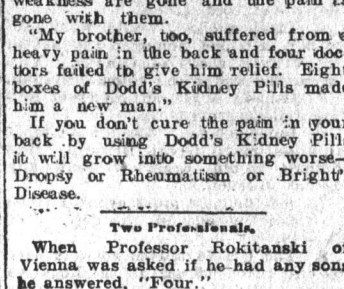 weakness are gone and the pain is
gone with them.
"My brother, too, suffered from a
heavy pain in the back and four doc
tors failed to give him relief. Eigh
boxes of Dodd's Kidney Pills made
him a new man."
If you don't cure the pain in your
back by using Dodd's Kidney Pill
it will grow into something worse—
Dropsy or Rheumatism or Bright'
Disease.
Two Professionals.
When Professor Rokitanski of
Vienna was asked if he had any son
he answered, "Four."